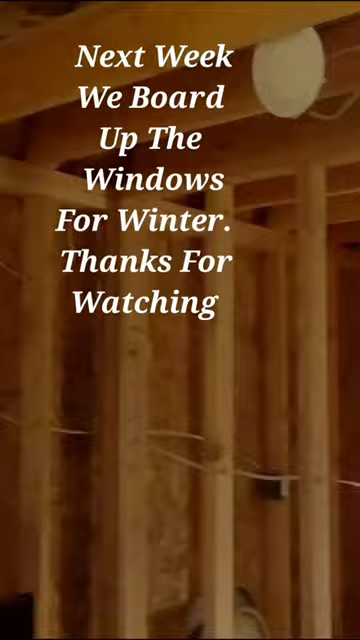 Next Week
We Board
Up The
Windows
For Winter.
Thanks For
Watching